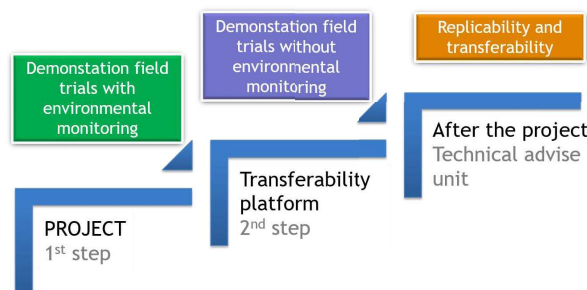 Demonstation field
trials with
environmental
monitoring
Demonstration field
trials without
environmental
monitoring
Replicability and
transferability
PROJECT
1st step
Transferability
platform
2nd step
After the project
Technical advise
unit